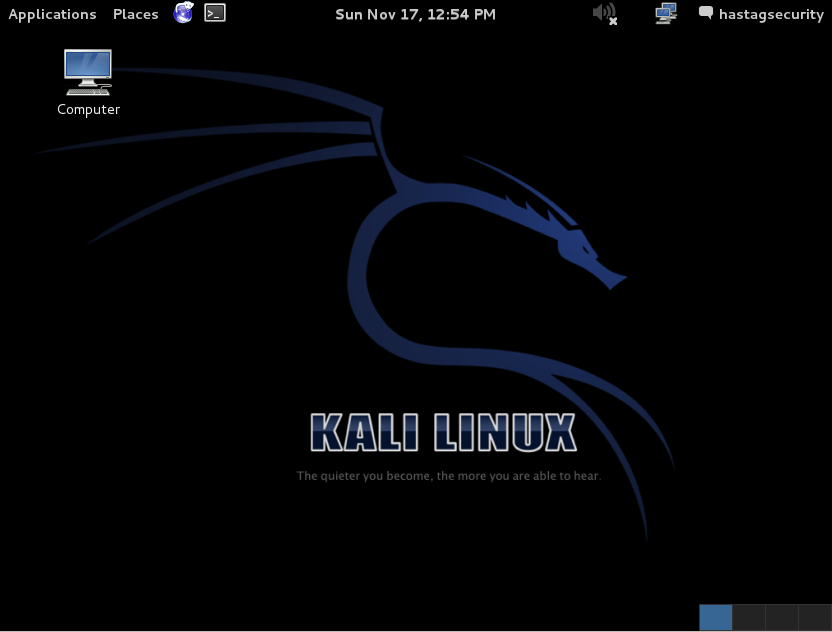 Applications Places Sun Nov 17, 12:54 PM hastagsecurity
Computer
KALI LINUX
The quieter you become, the more you are able to hear.